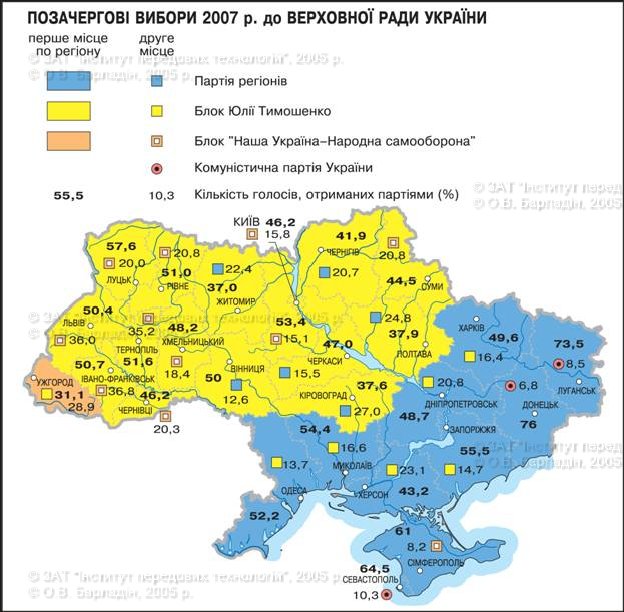 ПОЗАЧЕРГОВІ ВИБОРИ 2007 р. до ВЕРХОВНОЇ РАДИ УКРАЇНИ
перше місце
по регіону
друге
місце
© ЗАТ "Інститут передових технологій", 2005 р.
© О.В. Барладін, 2005 р.
Партія регіонів
Блок Юлії Тимошенко
Блок "Наша Україна–Народна самооборона"
Комуністична партія України
55,5 10,3 Кількість голосів, отриманих партіями (%)
© ЗАТ "Інститут перед
© О.В. Барладін, 2005
КИЇВ 46,2
15,8
41,9
ЧЕРНІГІВ
20,8
20,7
57,6
20,8
20,0
ЛУЦЬК
51,0
РІВНЕ
22,4
37,0
ЖИТОМИР
44,5
СУМИ
50,4
ЛЬВІВ
36,0
35,2
ТЕРНОПІЛЬ
51,6
48,2
ХМЕЛЬНИЦЬКИЙ
18,4
53,4
15,1
24,8
37,9
ПОЛТАВА
ХАРКІВ
49,6
16,4
73,5
8,5
ЛУГАНСЬК
© ЗАТ "Інститут передових технологій", 2005 р.
© О.В. Барладін, 2005 р.
50,7
ІВАНО-ФРАНКІВСЬК
36,8
УЖГОРОД
31,1
28,9
46,2
ЧЕРНІВЦІ
20,3
ВІННИЦЯ
50
12,6
47,0
ЧЕРКАСИ
15,5
37,6
КІРОВОГРАД
27,0
20,8
ДНІПРОПЕТРОВСЬК
48,7
6,8
ДОНЕЦЬК
76
ЗАПОРІЖЖЯ
55,5
14,7
© ЗАТ "Інститут перед
© О.В. Барладін, 2005
54,4
16,6
13,7
МИКОЛАЇВ
23,1
ОДЕСА
ХЕРСОН
43,2
52,2
61
8,2
СІМФЕРОПОЛЬ
64,5
СЕВАСТОПОЛЬ
10,3
© ЗАТ "Інститут передових технологій", 2005 р.
© О.В. Барладін, 2005 р.